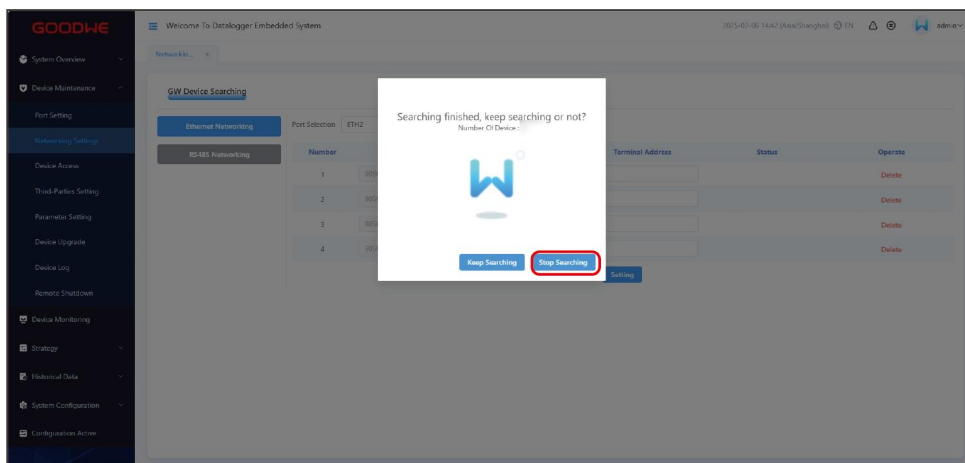 GOODWE
Welcome To Datalogger Embedded System
EN
admin
System Overview
Device Maintenance
Port Setting
Networking Settings
Device Access
Third-Parties Setting
Parameter Setting
Device Upgrade
Device Log
Remote Shutdown
Device Monitoring
Strategy
Historical Data
System Configuration
Configuration Active
Networkin...
GW Device Searching
Ethernet Networking
RS485 Networking
Port Selection ETH2
Number Terminal Address Status Operate
1 Delete
2 Delete
3 Delete
4 Delete
Setting
Searching finished, keep searching or not?
Number Of Device :
Keep Searching Stop Searching